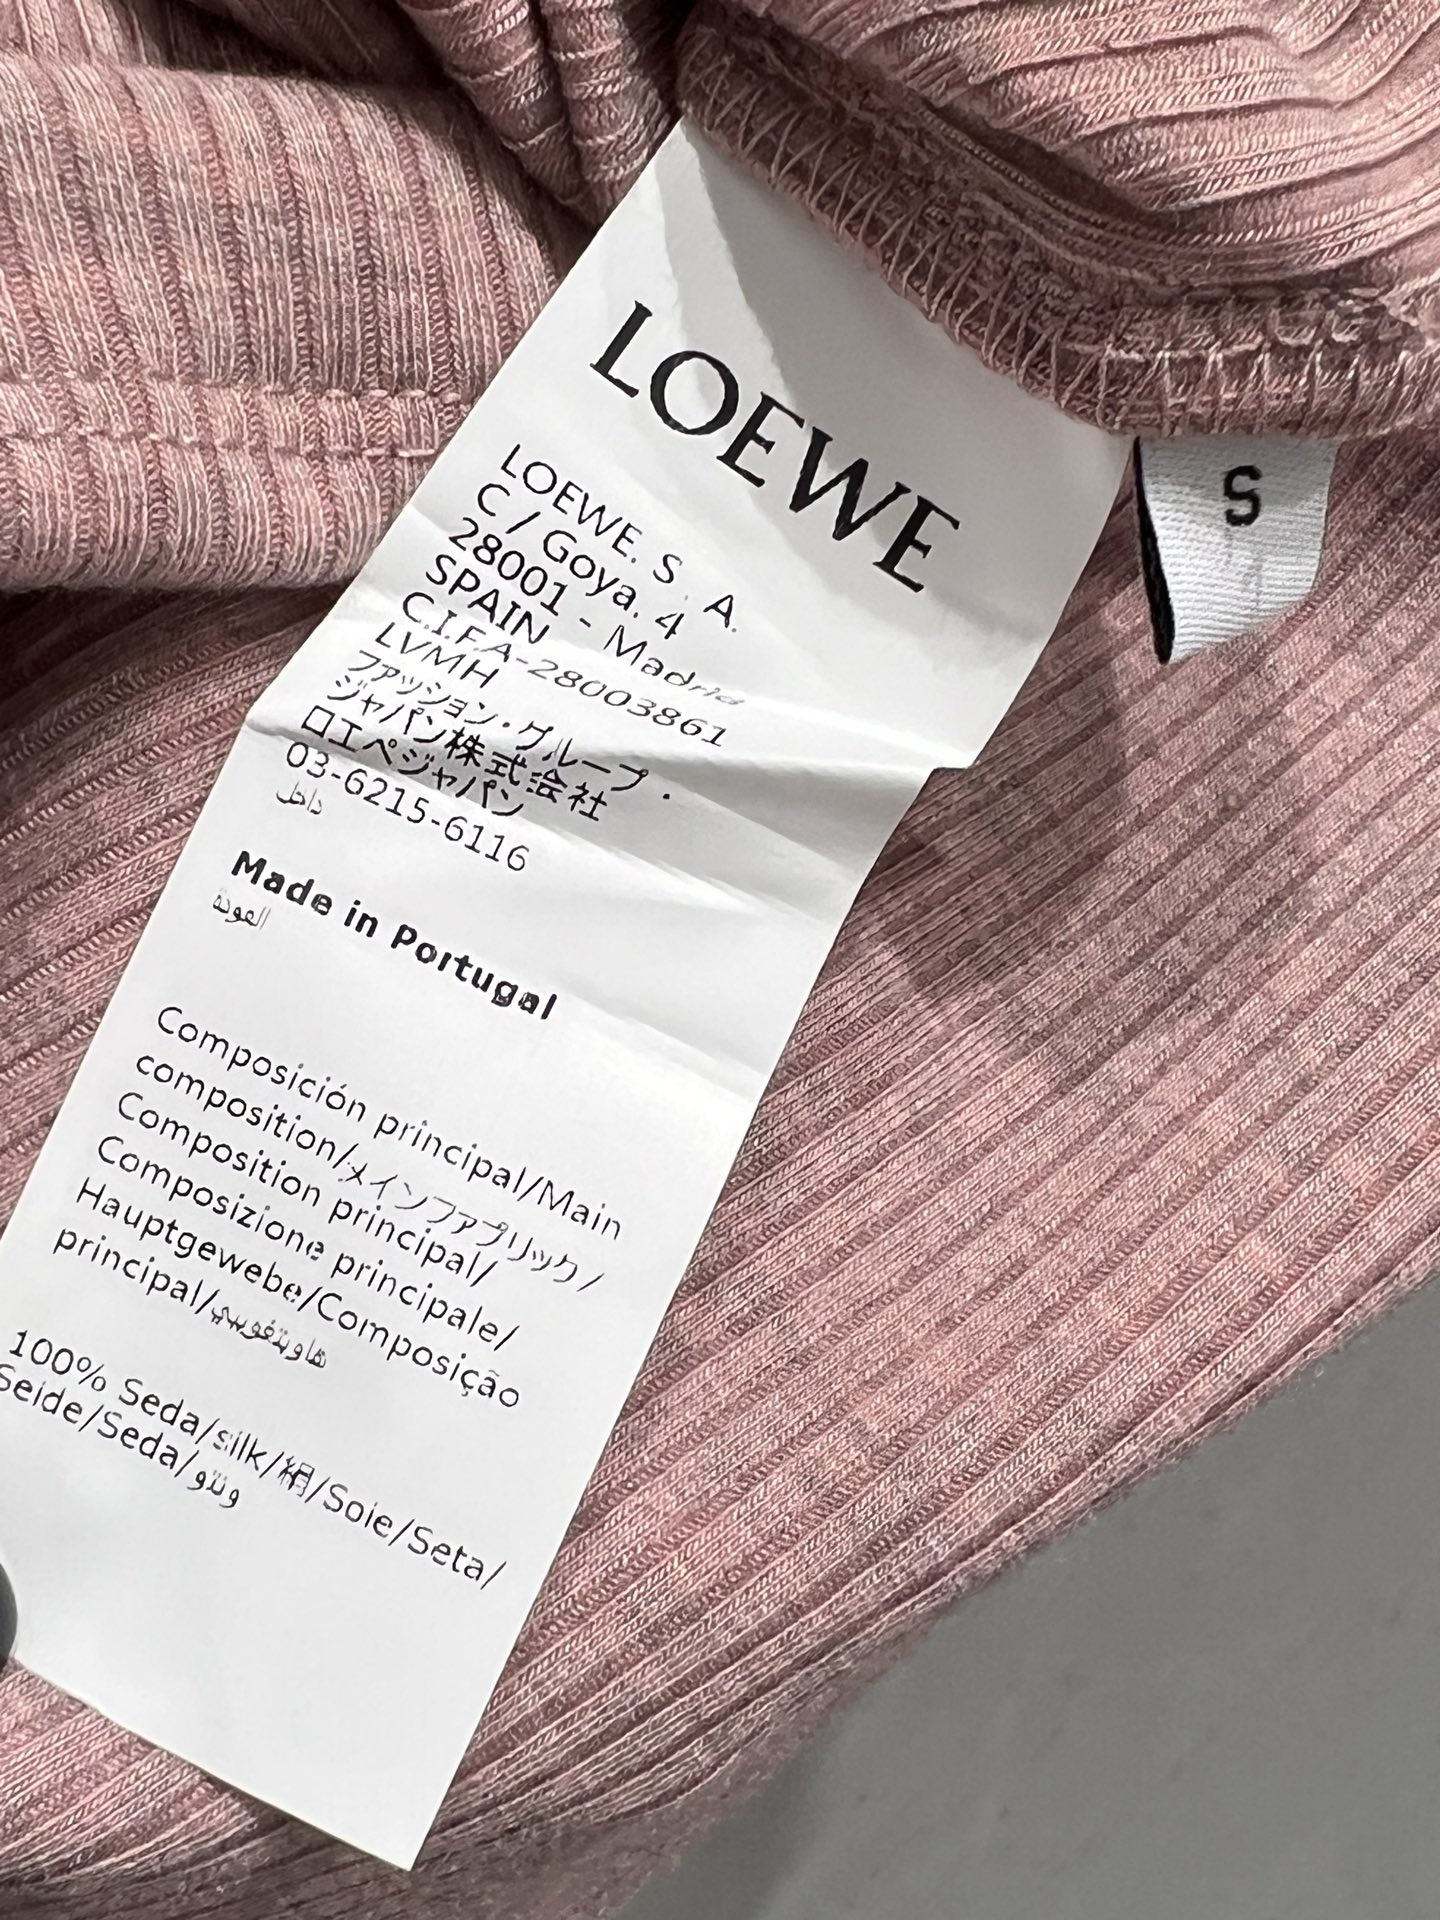 LOEWE
S
LOEWE. S. A.
C / Goya. 4
28001 - Madrid
SPAIN
C.I.F.A-28003861
LVMH
ファッション・グループ・
ジャパン株式会社
ロエベジャパン
03-6215-6116
Made in Portugal
Composición principal/Main
composition/メインファブリック/
Composition principal/
Composizione principale/
Hauptgewebe/Composição
principal/
100% Seda/silk/絹/Soie/Seta/
Seide/Seda/